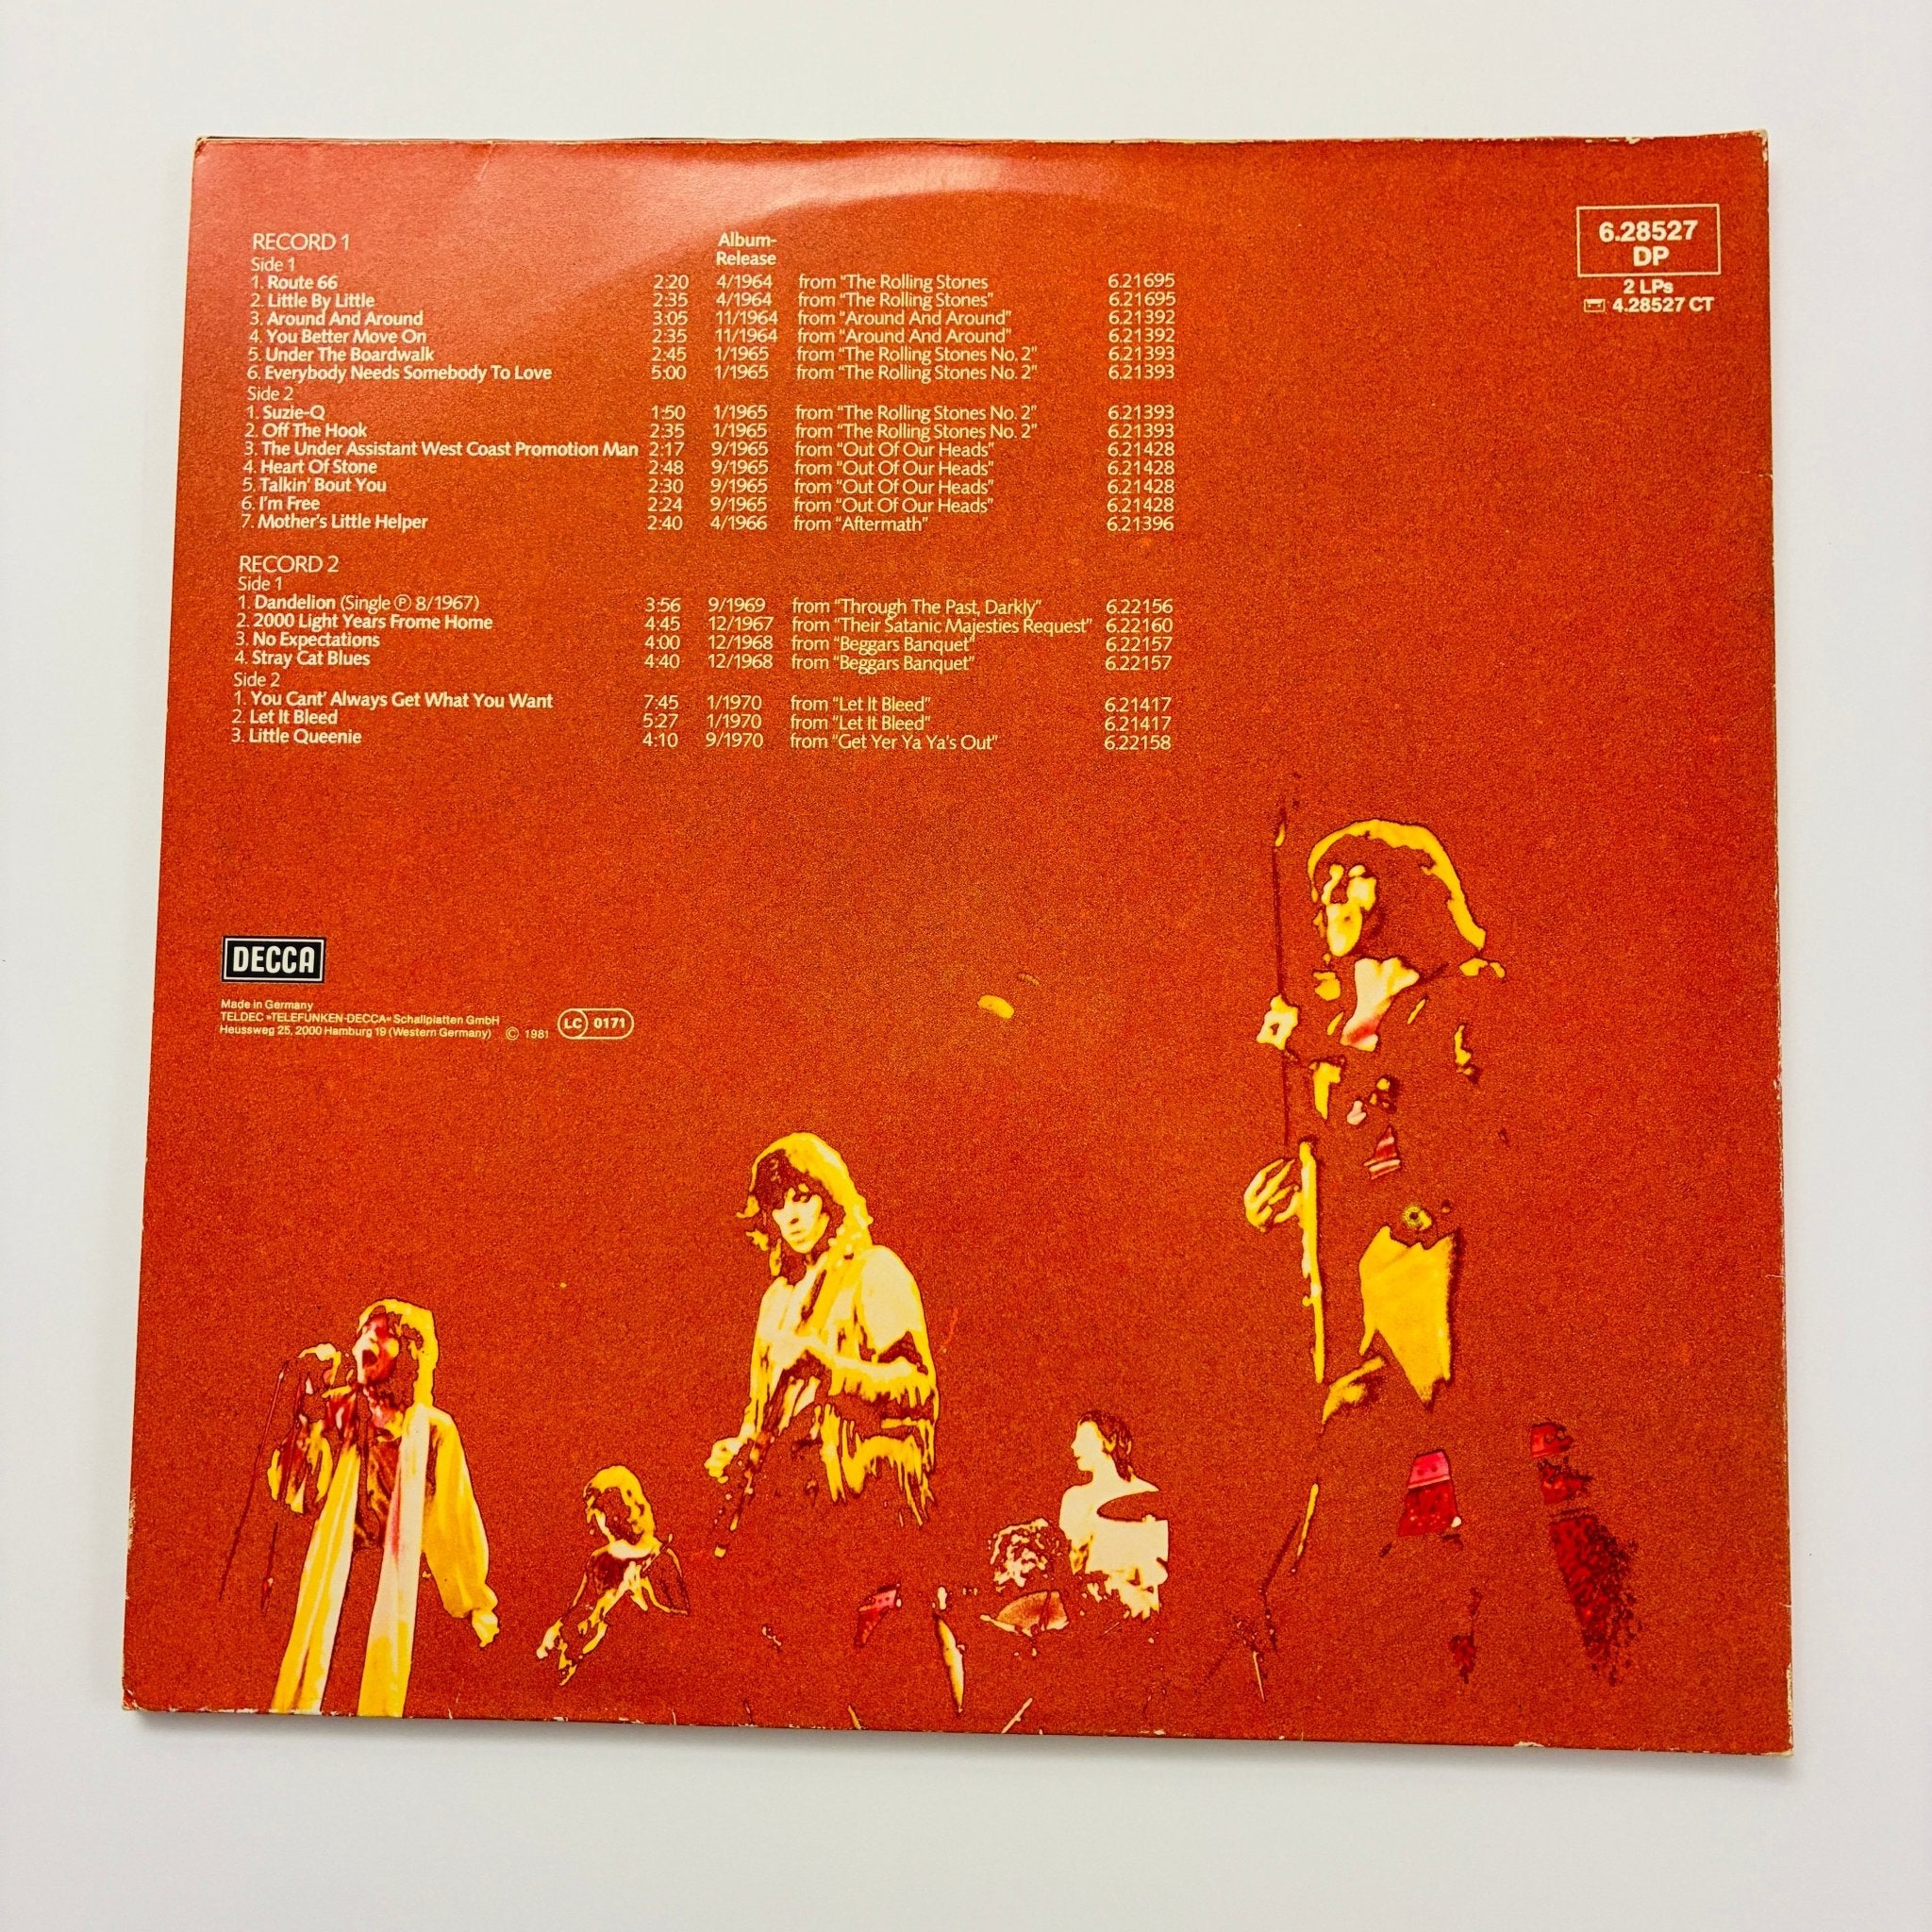 RECORD 1 Album-
Side 1 Release
1. Route 66 2:20 4/1964 from "The Rolling Stones 6.21695
2. Little By Little 2:35 4/1964 from "The Rolling Stones" 6.21695
3. Around And Around 3:05 11/1964 from "Around And Around" 6.21392
4. You Better Move On 2:35 11/1964 from "Around And Around" 6.21392
5. Under The Boardwalk 2:45 1/1965 from "The Rolling Stones No. 2" 6.21393
6. Everybody Needs Somebody To Love 5:00 1/1965 from "The Rolling Stones No. 2" 6.21393
Side 2
1. Suzie-Q 1:50 1/1965 from "The Rolling Stones No. 2" 6.21393
2. Off The Hook 2:35 1/1965 from "The Rolling Stones No. 2" 6.21393
3. The Under Assistant West Coast Promotion Man 2:17 9/1965 from "Out Of Our Heads" 6.21428
4. Heart Of Stone 2:48 9/1965 from "Out Of Our Heads" 6.21428
5. Talkin' Bout You 2:30 9/1965 from "Out Of Our Heads" 6.21428
6. I'm Free 2:24 9/1965 from "Out Of Our Heads" 6.21428
7. Mother's Little Helper 2:40 4/1966 from "Aftermath" 6.21396
RECORD 2
Side 1
1. Dandelion (Single ℗ 8/1967) 3:56 9/1969 from "Through The Past, Darkly" 6.22156
2. 2000 Light Years Frome Home 4:45 12/1967 from "Their Satanic Majesties Request" 6.22160
3. No Expectations 4:00 12/1968 from "Beggars Banquet" 6.22157
4. Stray Cat Blues 4:40 12/1968 from "Beggars Banquet" 6.22157
Side 2
1. You Cant' Always Get What You Want 7:45 1/1970 from "Let It Bleed" 6.21417
2. Let It Bleed 5:27 1/1970 from "Let It Bleed" 6.21417
3. Little Queenie 4:10 9/1970 from "Get Yer Ya Ya's Out" 6.22158
6.28527
DP
2 LPs
4.28527 CT
DECCA
Made in Germany
TELDEC »TELEFUNKEN-DECCA« Schallplatten GmbH
Heussweg 25, 2000 Hamburg 19 (Western Germany) © 1981 LC 0171